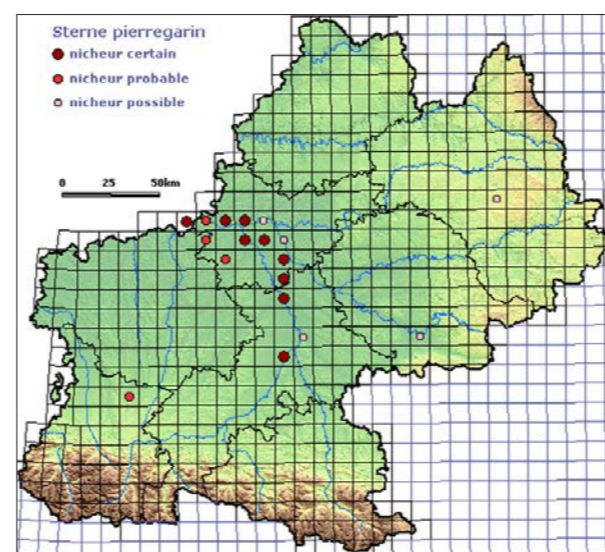 Sterne pierregarin
nicheur certain
nicheur probable
nicheur possible
0 25 50km